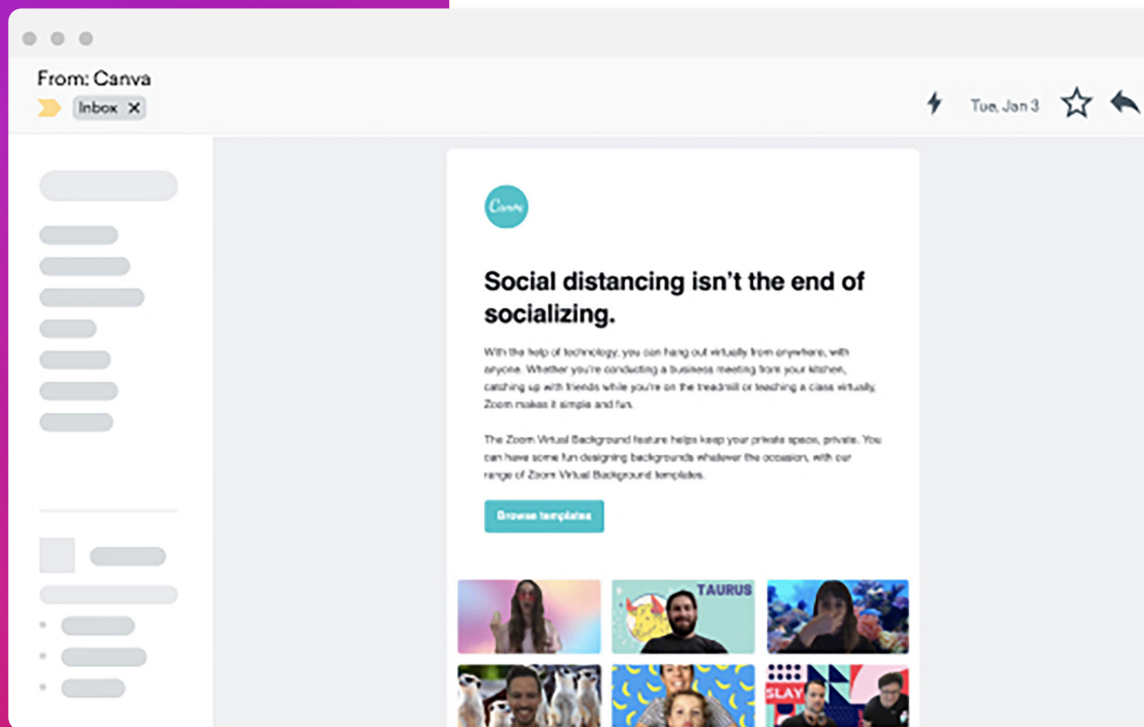 From: Canva
Inbox ✕
Tue, Jan 3
Canva
Social distancing isn't the end of
socializing.
With the help of technology, you can hang out virtually from anywhere, with
anyone. Whether you're conducting a business meeting from your kitchen,
catching up with friends while you're on the treadmill or teaching a class virtually,
Zoom makes it simple and fun.
The Zoom Virtual Background feature helps keep your private space, private. You
can have some fun designing backgrounds whatever the occasion, with our
range of Zoom Virtual Background templates.
Browse templates
TAURUS
SLAY